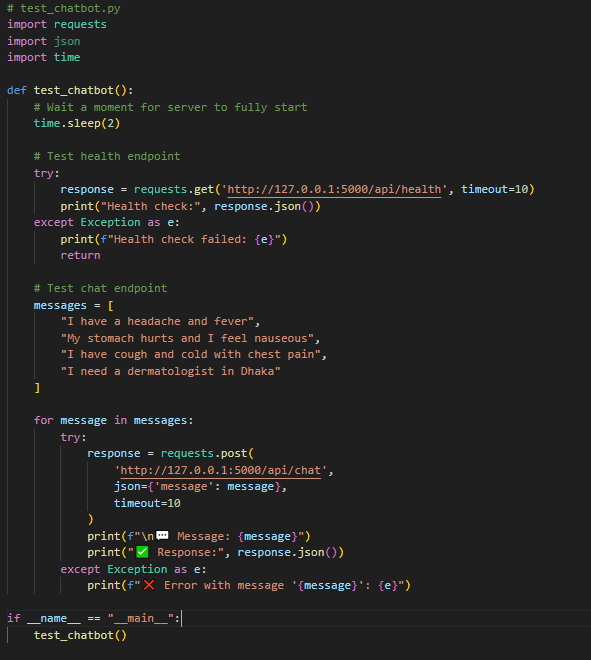 # test_chatbot.py
import requests
import json
import time

def test_chatbot():
    # Wait a moment for server to fully start
    time.sleep(2)

    # Test health endpoint
    try:
        response = requests.get('http://127.0.0.1:5000/api/health', timeout=10)
        print("Health check:", response.json())
    except Exception as e:
        print(f"Health check failed: {e}")
        return

    # Test chat endpoint
    messages = [
        "I have a headache and fever",
        "My stomach hurts and I feel nauseous",
        "I have cough and cold with chest pain",
        "I need a dermatologist in Dhaka"
    ]

    for message in messages:
        try:
            response = requests.post(
                'http://127.0.0.1:5000/api/chat',
                json={'message': message},
                timeout=10
            )
            print(f"\n💬 Message: {message}")
            print("✅ Response:", response.json())
        except Exception as e:
            print(f"❌ Error with message '{message}': {e}")

if __name__ == "__main__":
    test_chatbot()